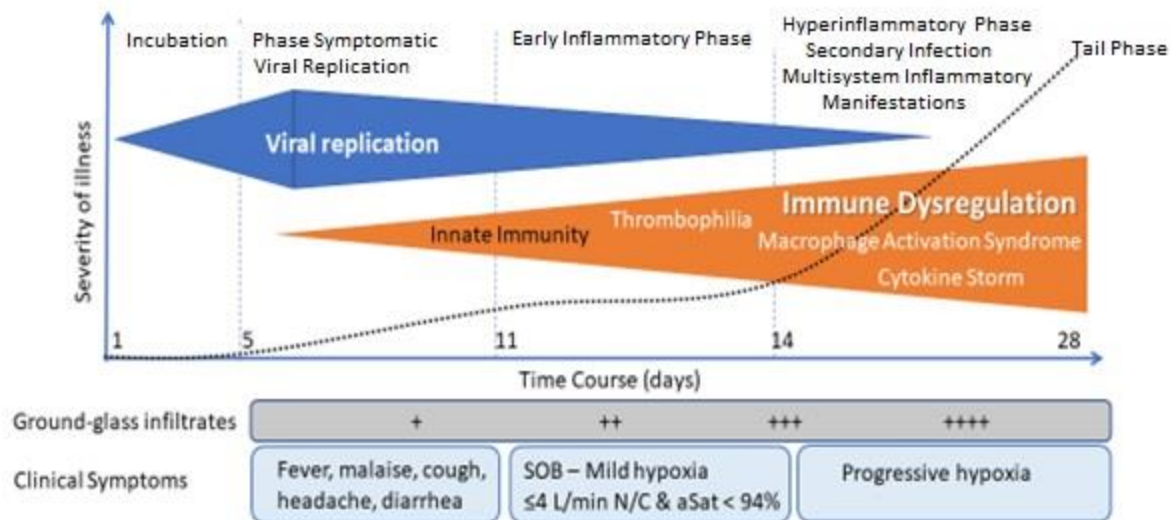 Incubation
Phase Symptomatic
Viral Replication
Early Inflammatory Phase
Hyperinflammatory Phase
Secondary Infection
Multisystem Inflammatory
Manifestations
Tail Phase
Severity of illness
Viral replication
Innate Immunity
Thrombophilia
Immune Dysregulation
Macrophage Activation Syndrome
Cytokine Storm
1 5 11 14 28
Time Course (days)
Ground-glass infiltrates + ++ +++ ++++
Clinical Symptoms
Fever, malaise, cough,
headache, diarrhea
SOB – Mild hypoxia
≤4 L/min N/C & aSat < 94%
Progressive hypoxia